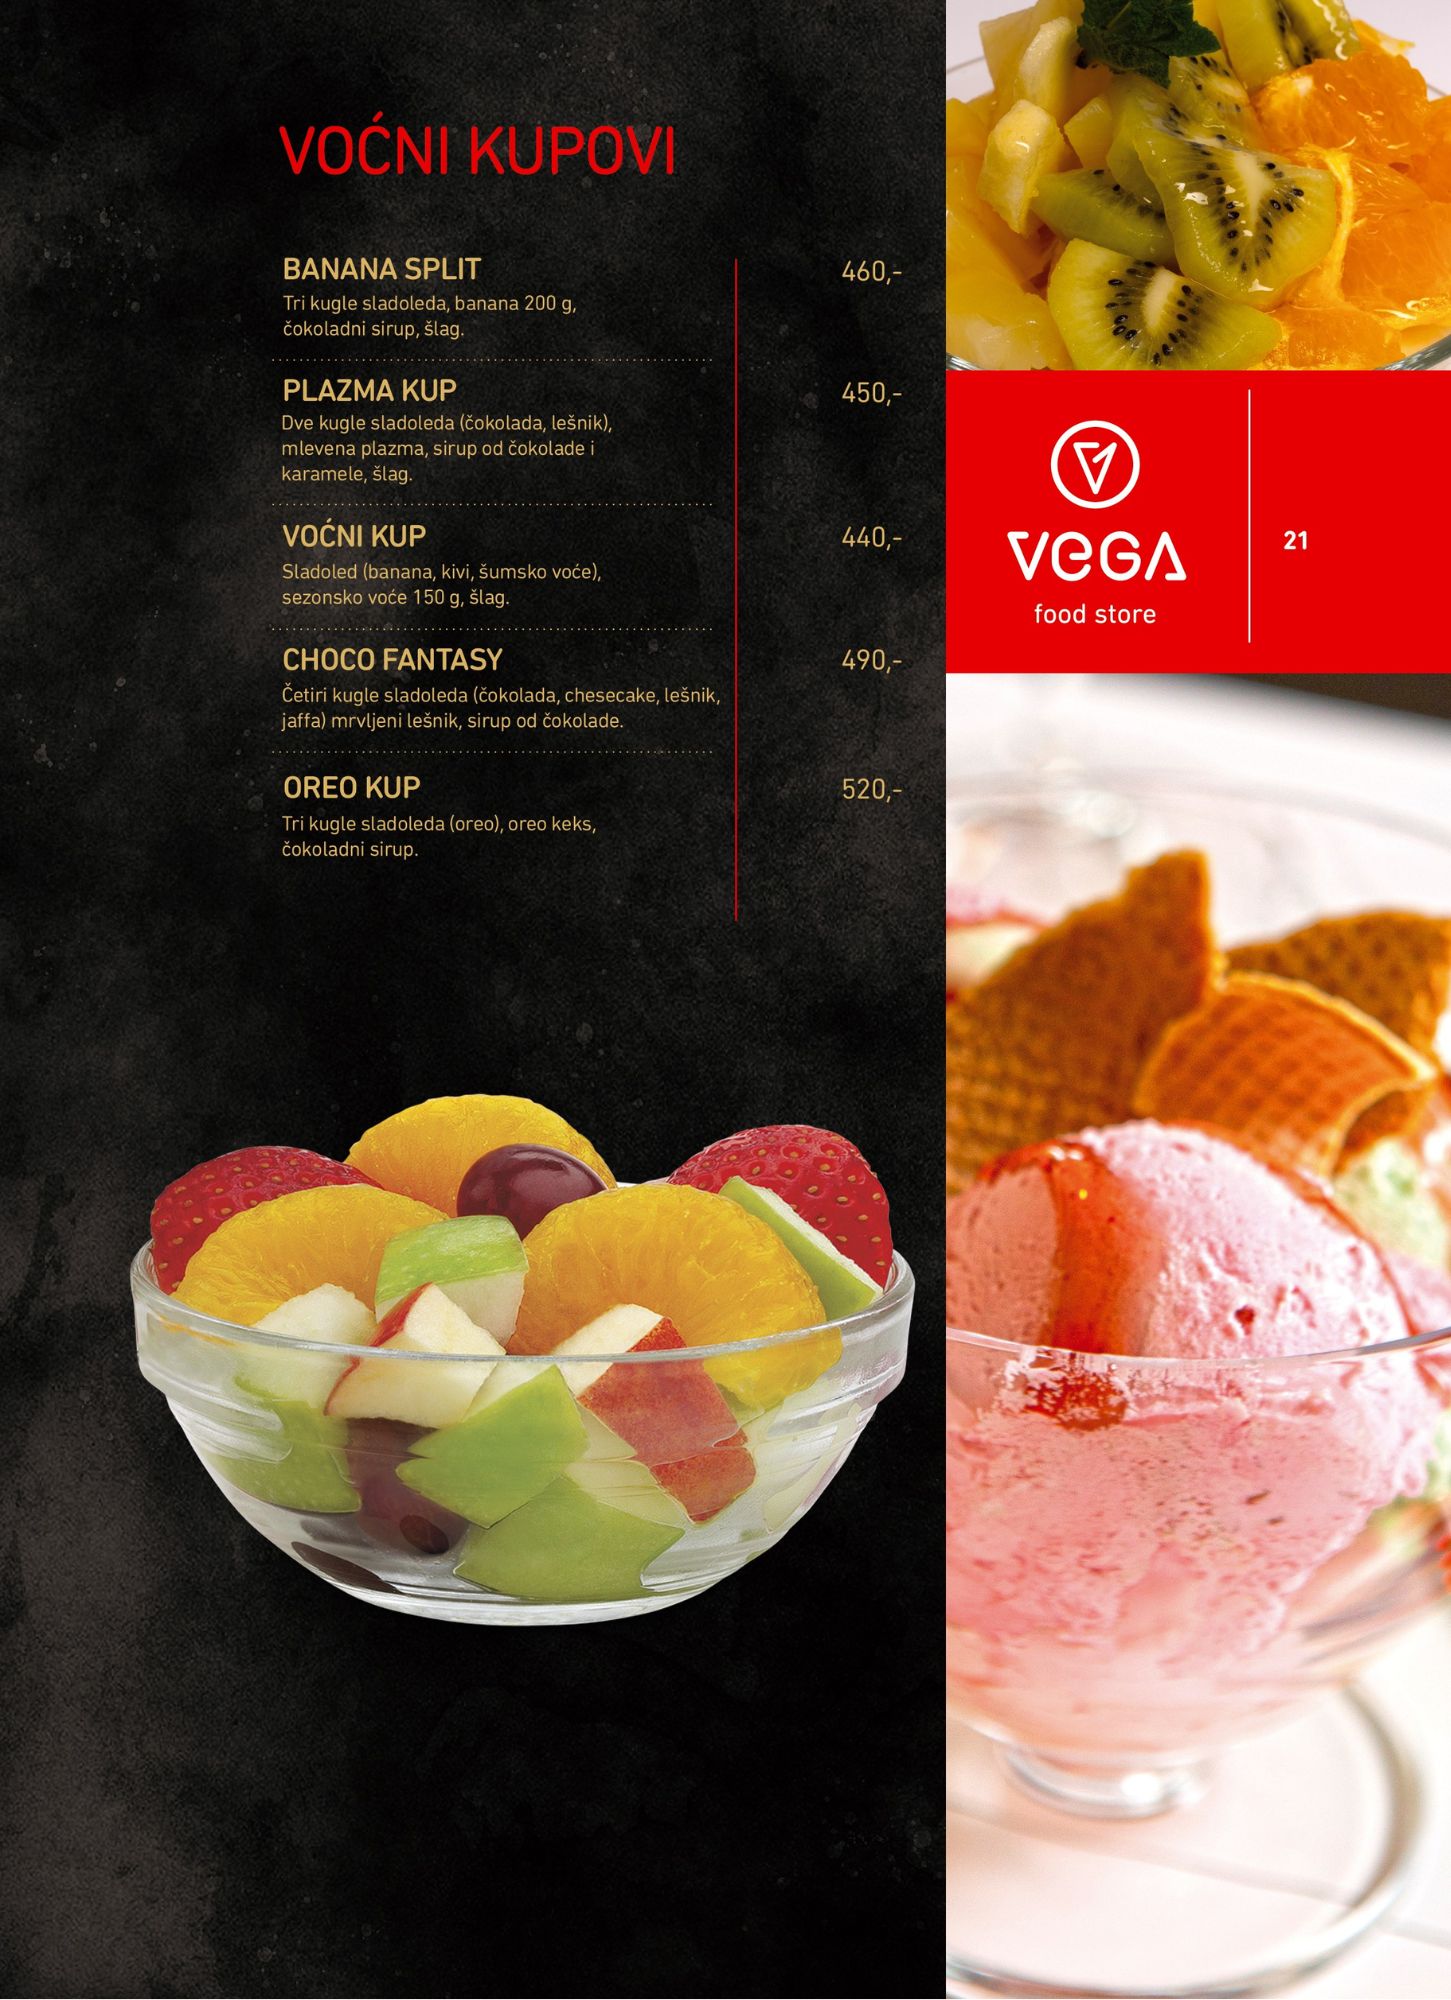 VOĆNI KUPOVI
BANANA SPLIT 460,-
Tri kugle sladoleda, banana 200 g,
čokoladni sirup, šlag.
PLAZMA KUP 450,-
Dve kugle sladoleda (čokolada, lešnik),
mlevena plazma, sirup od čokolade i
karamele, šlag.
VOĆNI KUP 440,-
Sladoled (banana, kivi, šumsko voće),
sezonsko voće 150 g, šlag.
CHOCO FANTASY 490,-
Četiri kugle sladoleda (čokolada, chesecake, lešnik,
jaffa) mrvljeni lešnik, sirup od čokolade.
OREO KUP 520,-
Tri kugle sladoleda (oreo), oreo keks,
čokoladni sirup.
VEGA
food store
21